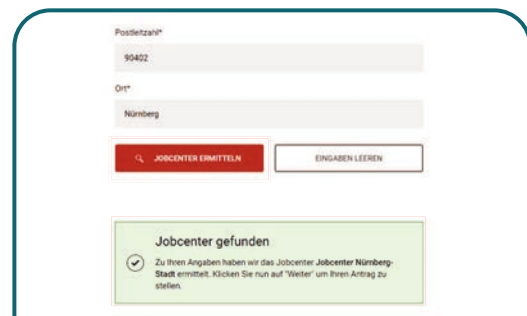 Postleitzahl*
90402
Ort*
Nürnberg
JOBCENTER ERMITTELN
EINGABEN LEEREN
Jobcenter gefunden
Zu Ihren Angaben haben wir das Jobcenter Jobcenter Nürnberg-
Stadt ermittelt. Klicken Sie nun auf "Weiter" um Ihren Antrag zu
stellen.